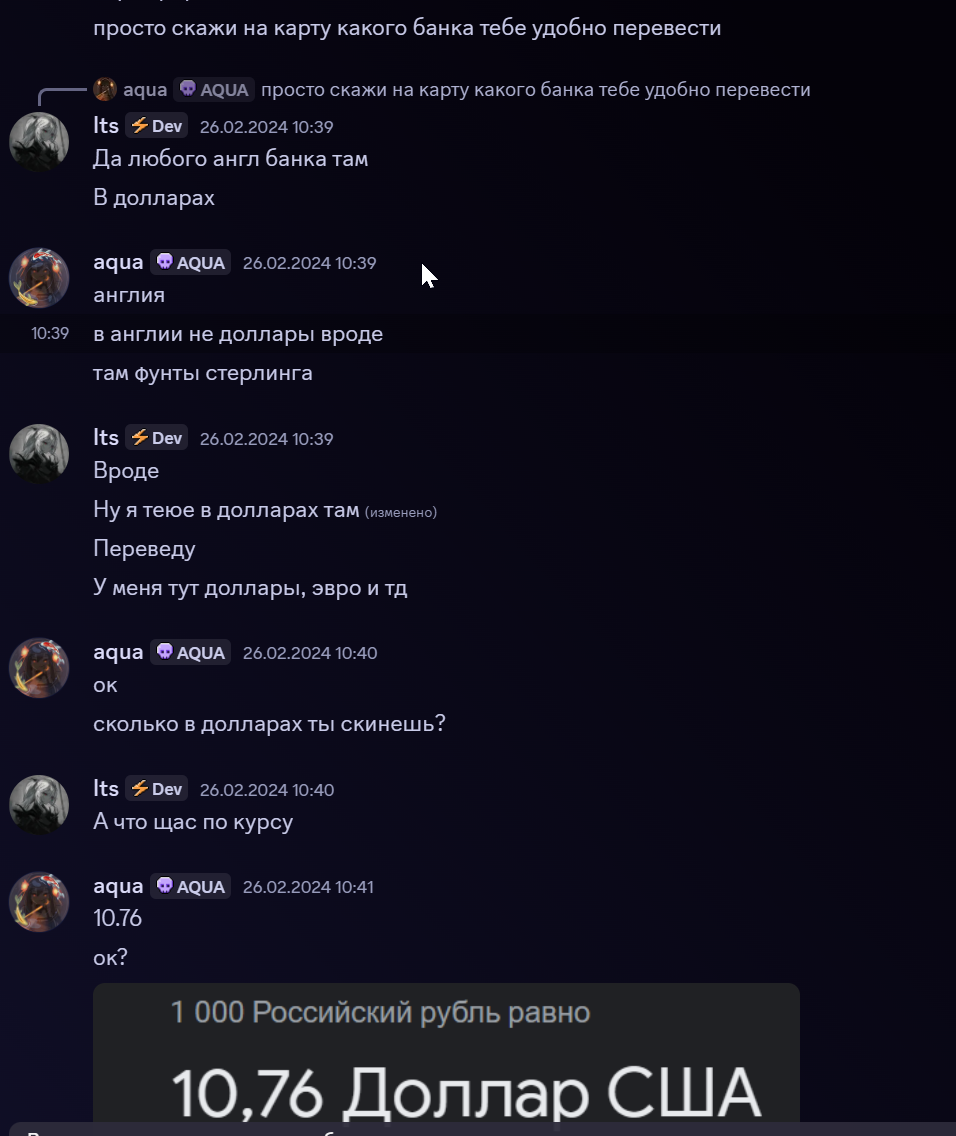 просто скажи на карту какого банка тебе удобно перевести
aqua AQUA просто скажи на карту какого банка тебе удобно перевести
Its Dev 26.02.2024 10:39
Да любого англ банка там
В долларах
aqua AQUA 26.02.2024 10:39
англия
10:39 в англии не доллары вроде
там фунты стерлинга
Its Dev 26.02.2024 10:39
Вроде
Ну я теюе в долларах там (изменено)
Переведу
У меня тут доллары, эвро и тд
aqua AQUA 26.02.2024 10:40
ок
сколько в долларах ты скинешь?
Its Dev 26.02.2024 10:40
А что щас по курсу
aqua AQUA 26.02.2024 10:41
10.76
ок?
1 000 Российский рубль равно
10,76 Доллар США